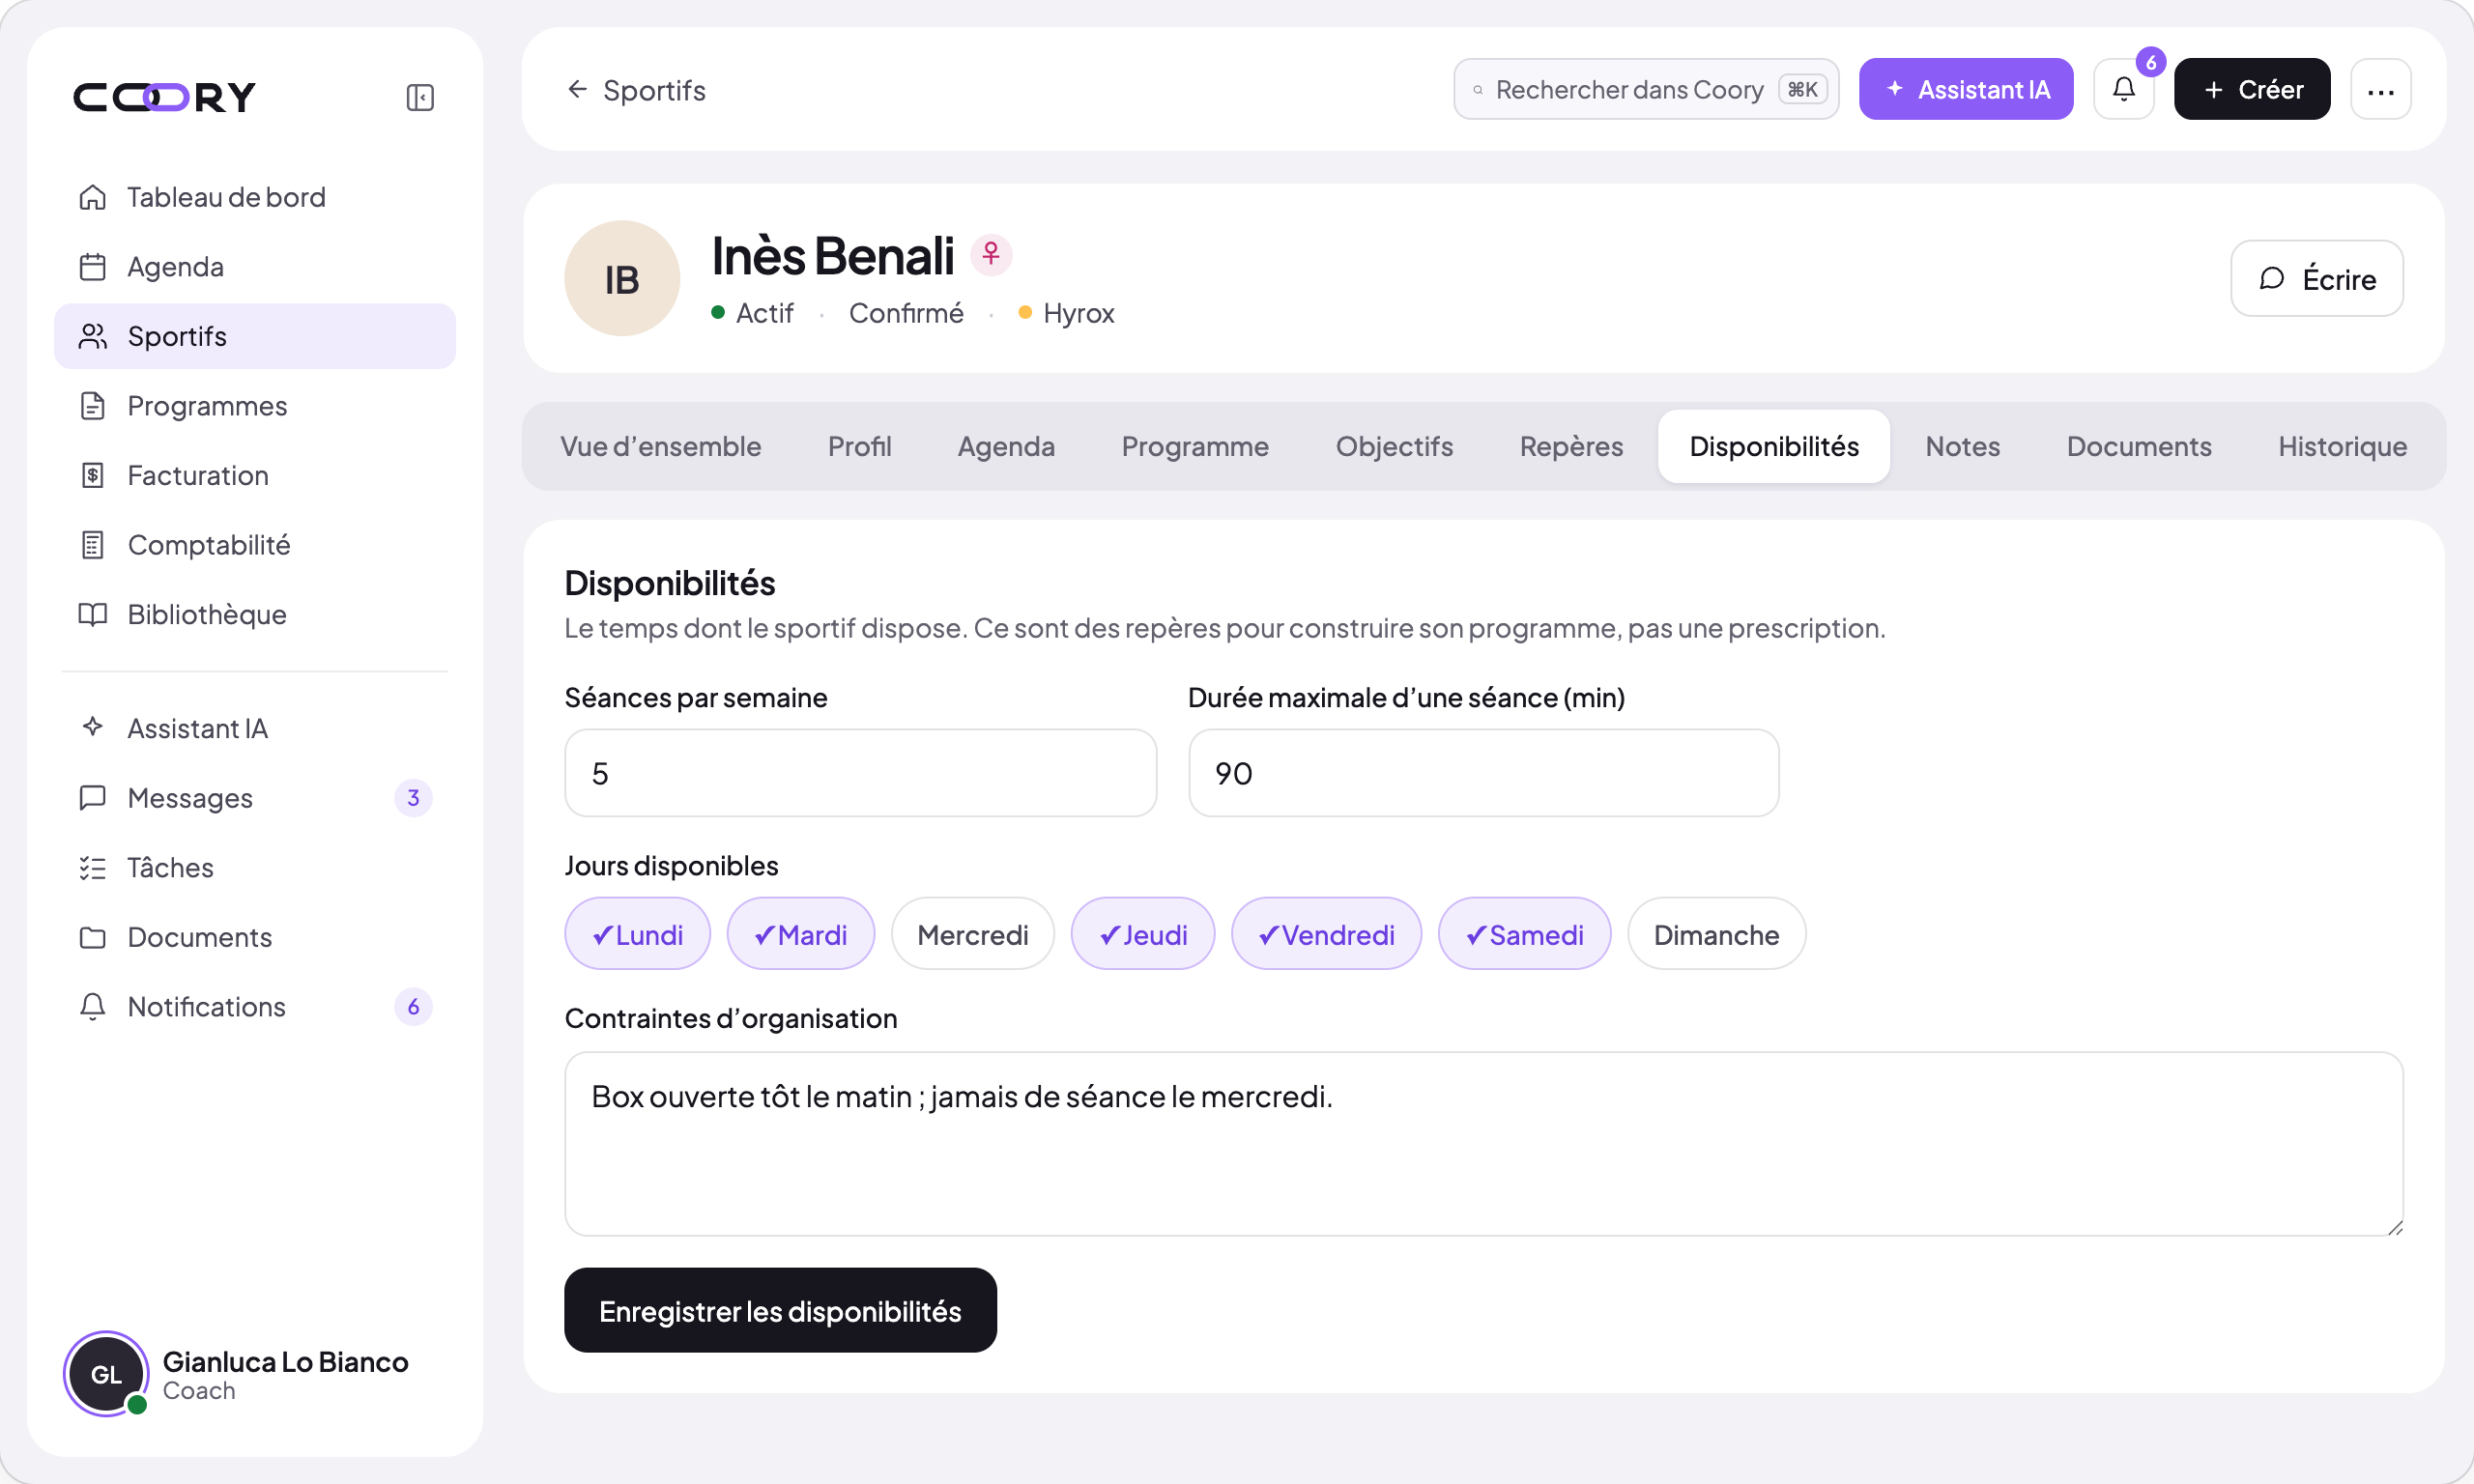 COORY
Tableau de bord
Agenda
Sportifs
Programmes
Facturation
Comptabilité
Bibliothèque
Assistant IA
Messages 3
Tâches
Documents
Notifications 6
GL
Gianluca Lo Bianco
Coach
← Sportifs
Rechercher dans Coory ⌘K
Assistant IA
6
+ Créer
...
IB
Inès Benali ♀
Actif · Confirmé · Hyrox
Écrire
Vue d’ensemble Profil Agenda Programme Objectifs Repères Disponibilités Notes Documents Historique
Disponibilités
Le temps dont le sportif dispose. Ce sont des repères pour construire son programme, pas une prescription.
Séances par semaine Durée maximale d’une séance (min)
5 90
Jours disponibles
✓Lundi ✓Mardi Mercredi ✓Jeudi ✓Vendredi ✓Samedi Dimanche
Contraintes d’organisation
Box ouverte tôt le matin ; jamais de séance le mercredi.
Enregistrer les disponibilités